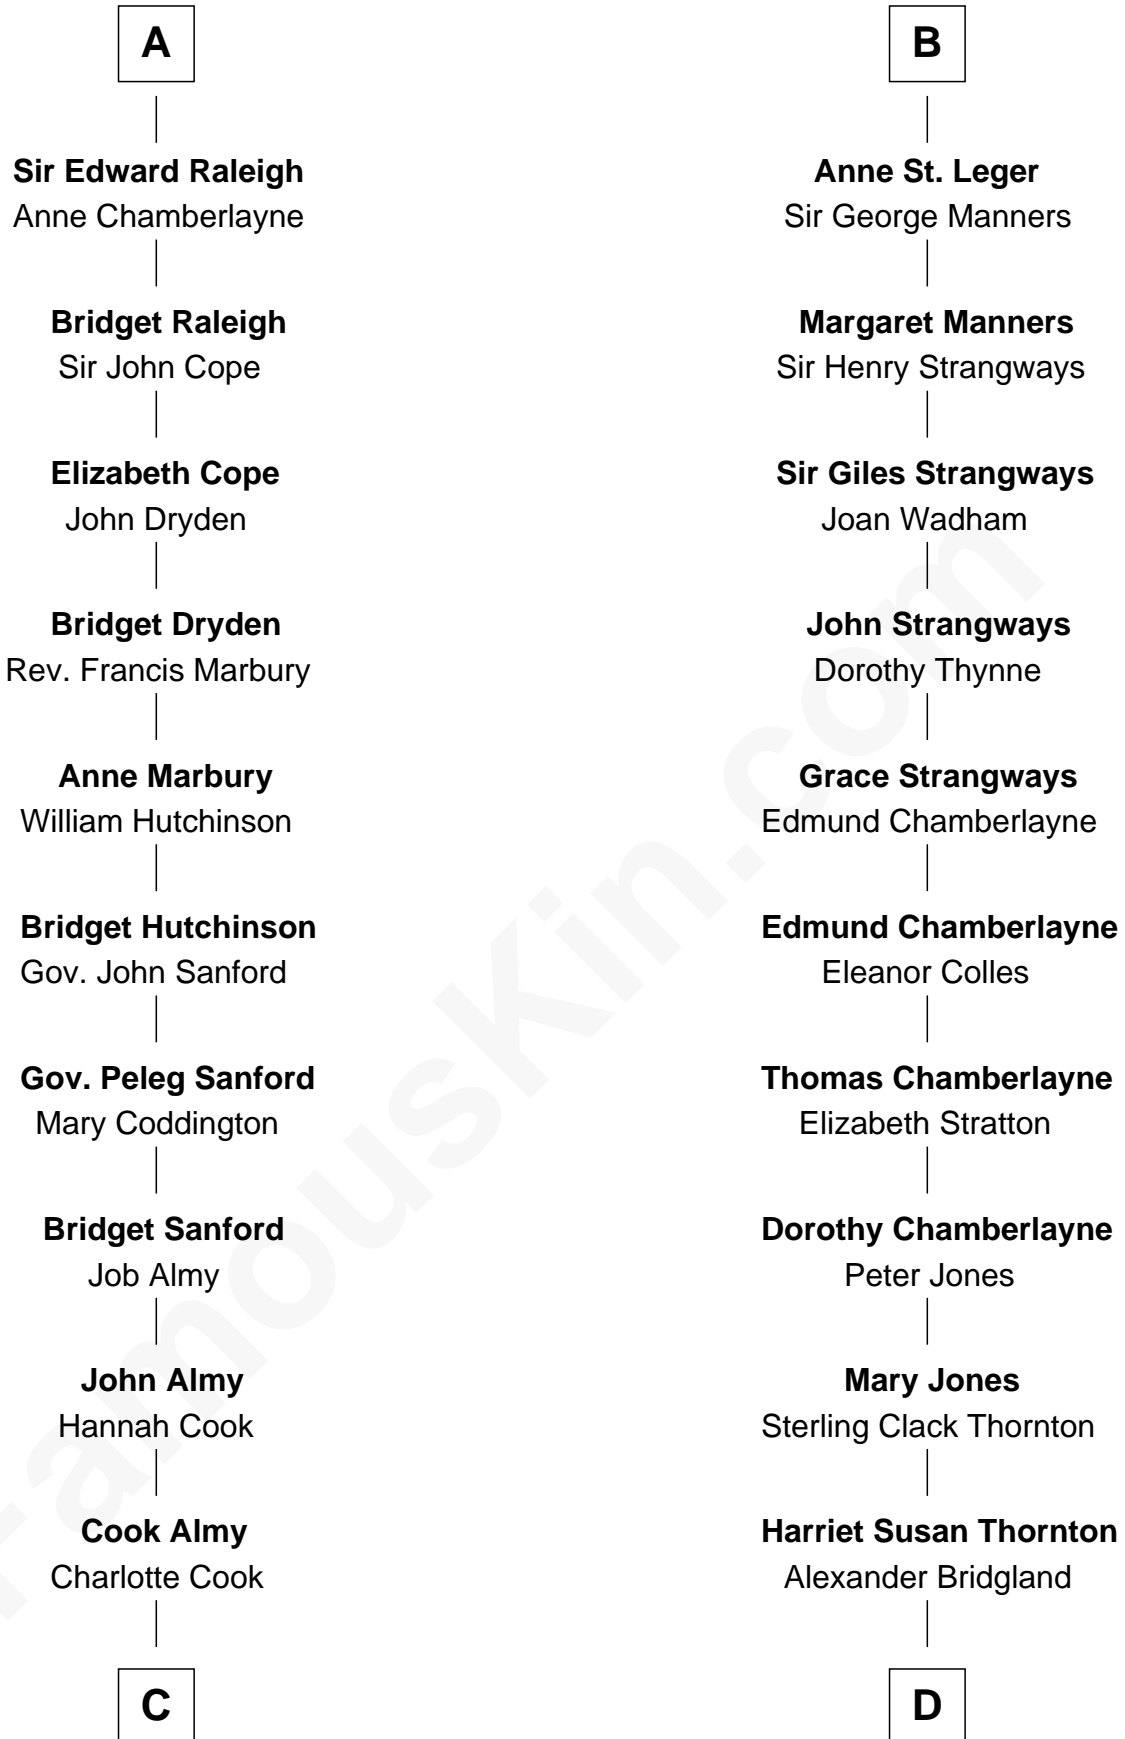 A
Sir Edward Raleigh
Anne Chamberlayne
Bridget Raleigh
Sir John Cope
Elizabeth Cope
John Dryden
Bridget Dryden
Rev. Francis Marbury
Anne Marbury
William Hutchinson
Bridget Hutchinson
Gov. John Sanford
Gov. Peleg Sanford
Mary Coddington
Bridget Sanford
Job Almy
John Almy
Hannah Cook
Cook Almy
Charlotte Cook
C
B
Anne St. Leger
Sir George Manners
Margaret Manners
Sir Henry Strangways
Sir Giles Strangways
Joan Wadham
John Strangways
Dorothy Thynne
Grace Strangways
Edmund Chamberlayne
Edmund Chamberlayne
Eleanor Colles
Thomas Chamberlayne
Elizabeth Stratton
Dorothy Chamberlayne
Peter Jones
Mary Jones
Sterling Clack Thornton
Harriet Susan Thornton
Alexander Bridgland
D
FamousKin.com